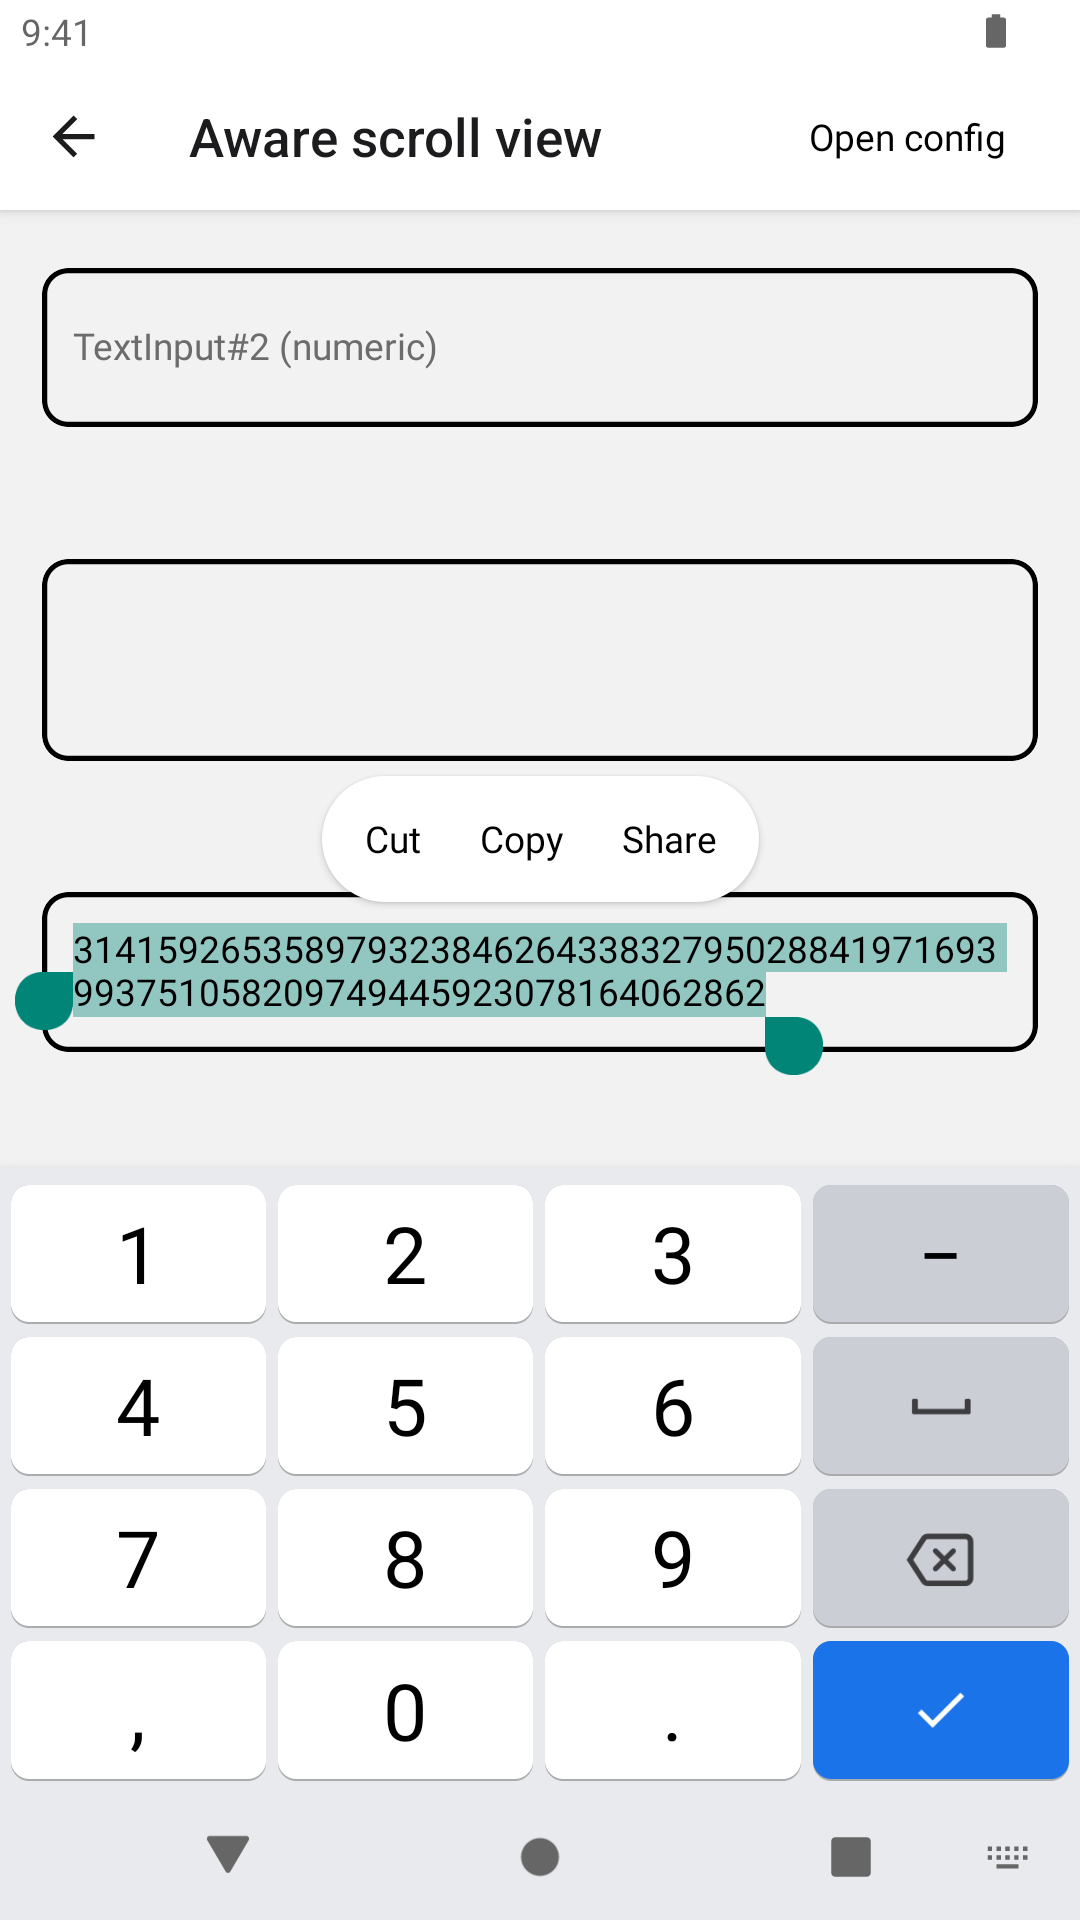 9:41
Aware scroll view
Open config
TextInput#2 (numeric)
Cut Copy Share
31415926535897932384626433832795028841971693
993751058209749445923078164062862
1 2 3 –
4 5 6
7 8 9
, 0 .